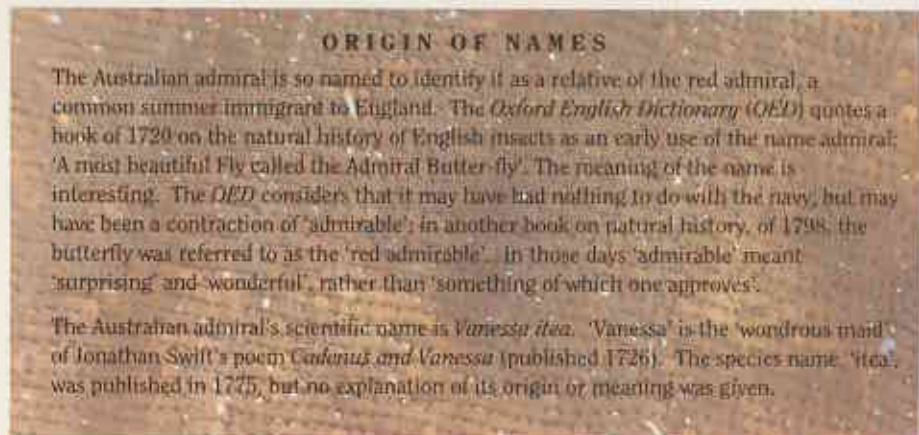 ORIGIN OF NAMES
The Australian admiral is so named to identify it as a relative of the red admiral, a
common summer immigrant to England. The Oxford English Dictionary (OED) quotes a
book of 1720 on the natural history of English insects as an early use of the name admiral:
'A most beautiful Fly called the Admiral Butter-fly'. The meaning of the name is
interesting. The OED considers that it may have had nothing to do with the navy, but may
have been a contraction of 'admirable'; in another book on natural history, of 1798, the
butterfly was referred to as the 'red admirable'. In those days 'admirable' meant
'surprising' and 'wonderful', rather than 'something of which one approves'.
The Australian admiral's scientific name is Vanessa itea. 'Vanessa' is the 'wondrous maid'
of Jonathan Swift's poem Cadenus and Vanessa (published 1726). The species name 'itea',
was published in 1775, but no explanation of its origin or meaning was given.